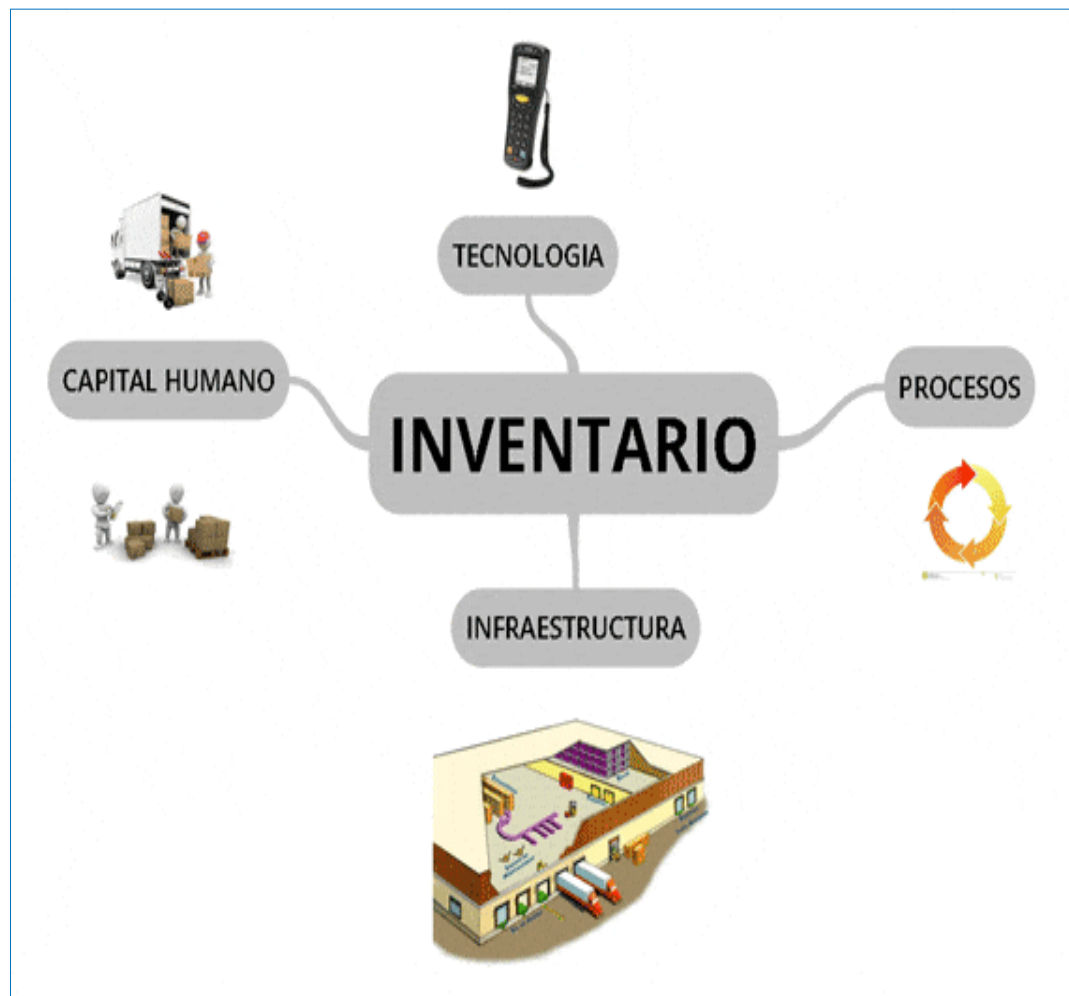 TECNOLOGIA
CAPITAL HUMANO
PROCESOS
INVENTARIO
INFRAESTRUCTURA